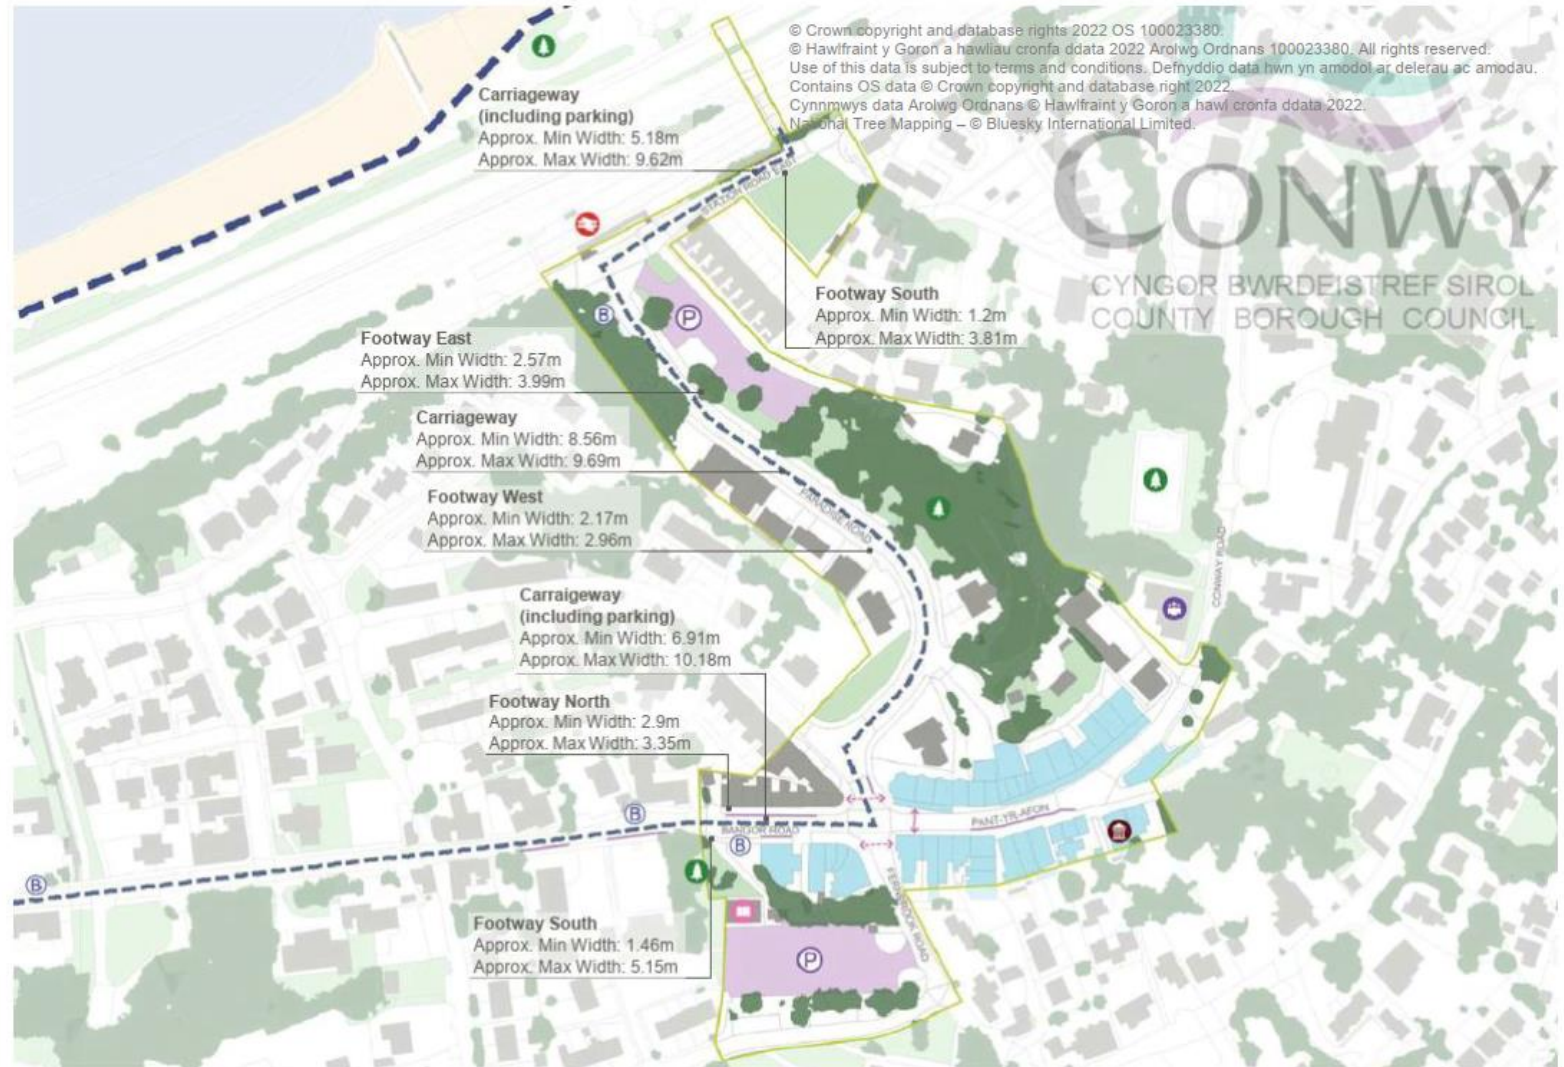 © Crown copyright and database rights 2022 OS 100023380.
© Hawlfraint y Goron a hawliau cronfa ddata 2022 Arolwg Ordnans 100023380. All rights reserved.
Use of this data is subject to terms and conditions. Defnyddio data hwn yn amodol ar delerau ac amodau.
Contains OS data © Crown copyright and database right 2022.
Cynnmwys data Arolwg Ordnans © Hawlfraint y Goron a hawl cronfa ddata 2022.
National Tree Mapping – © Bluesky International Limited.
CONWY
CYNGOR BWRDEISTREF SIROL
COUNTY BOROUGH COUNCIL
Carriageway
(including parking)
Approx. Min Width: 5.18m
Approx. Max Width: 9.62m
STATION ROAD EAST
Footway South
Approx. Min Width: 1.2m
Approx. Max Width: 3.81m
B
P
Footway East
Approx. Min Width: 2.57m
Approx. Max Width: 3.99m
Carriageway
Approx. Min Width: 8.56m
Approx. Max Width: 9.69m
Footway West
Approx. Min Width: 2.17m
Approx. Max Width: 2.96m
PARADISE ROAD
CONWAY ROAD
Carraigeway
(including parking)
Approx. Min Width: 6.91m
Approx. Max Width: 10.18m
Footway North
Approx. Min Width: 2.9m
Approx. Max Width: 3.35m
B
BANGOR ROAD
PANT-YR-AFON
B
B
FERNBROOK ROAD
Footway South
Approx. Min Width: 1.46m
Approx. Max Width: 5.15m
P